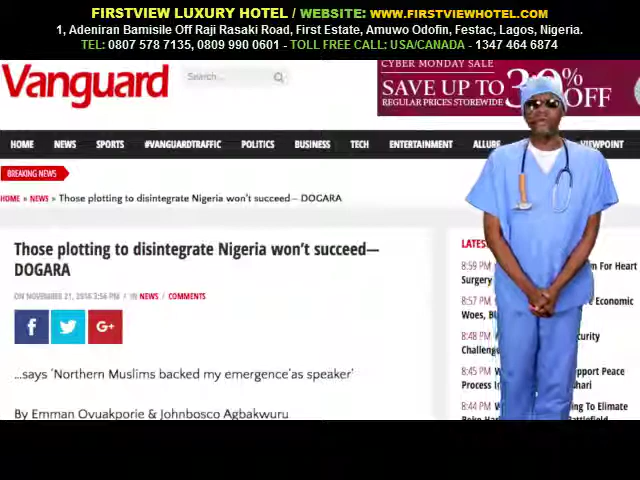 FIRSTVIEW LUXURY HOTEL / WEBSITE: WWW.FIRSTVIEWHOTEL.COM
1, Adeniran Bamisile Off Raji Rasaki Road, First Estate, Amuwo Odofin, Festac, Lagos, Nigeria.
TEL: 0807 578 7135, 0809 990 0601 - TOLL FREE CALL: USA/CANADA - 1347 464 6874
Vanguard
Search...
CYBER MONDAY SALE
SAVE UP TO
REGULAR PRICES STOREWIDE
% OFF
HOME NEWS SPORTS #VANGUARDTRAFFIC POLITICS BUSINESS TECH ENTERTAINMENT ALLURE VIEWPOINT
BREAKING NEWS
HOME » NEWS » Those plotting to disintegrate Nigeria won't succeed— DOGARA
Those plotting to disintegrate Nigeria won't succeed—
DOGARA
ON NOVEMBER 21, 2016 3:56 PM / IN NEWS / COMMENTS
f
G+
...says 'Northern Muslims backed my emergence'as speaker'
By Emman Ovuakporie & Johnbosco Agbakwuru
8:59 PM For Heart
Surgery
8:57 PM Economic
Woes,
8:48 PM
Challeng
8:45 PM Support Peace
Process
8:44 PM To Eliminate